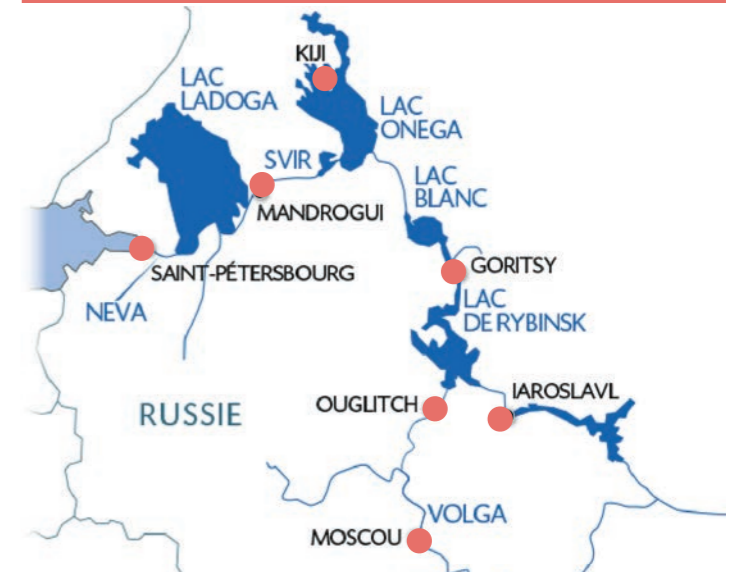 KIJI
LAC
LADOGA
LAC
ONEGA
SVIR
LAC
BLANC
MANDROGUI
GORITSY
SAINT-PÉTERSBOURG
NEVA
LAC
DE RYBINSK
IAROSLAVL
OUGLITCH
RUSSIE
VOLGA
MOSCOU